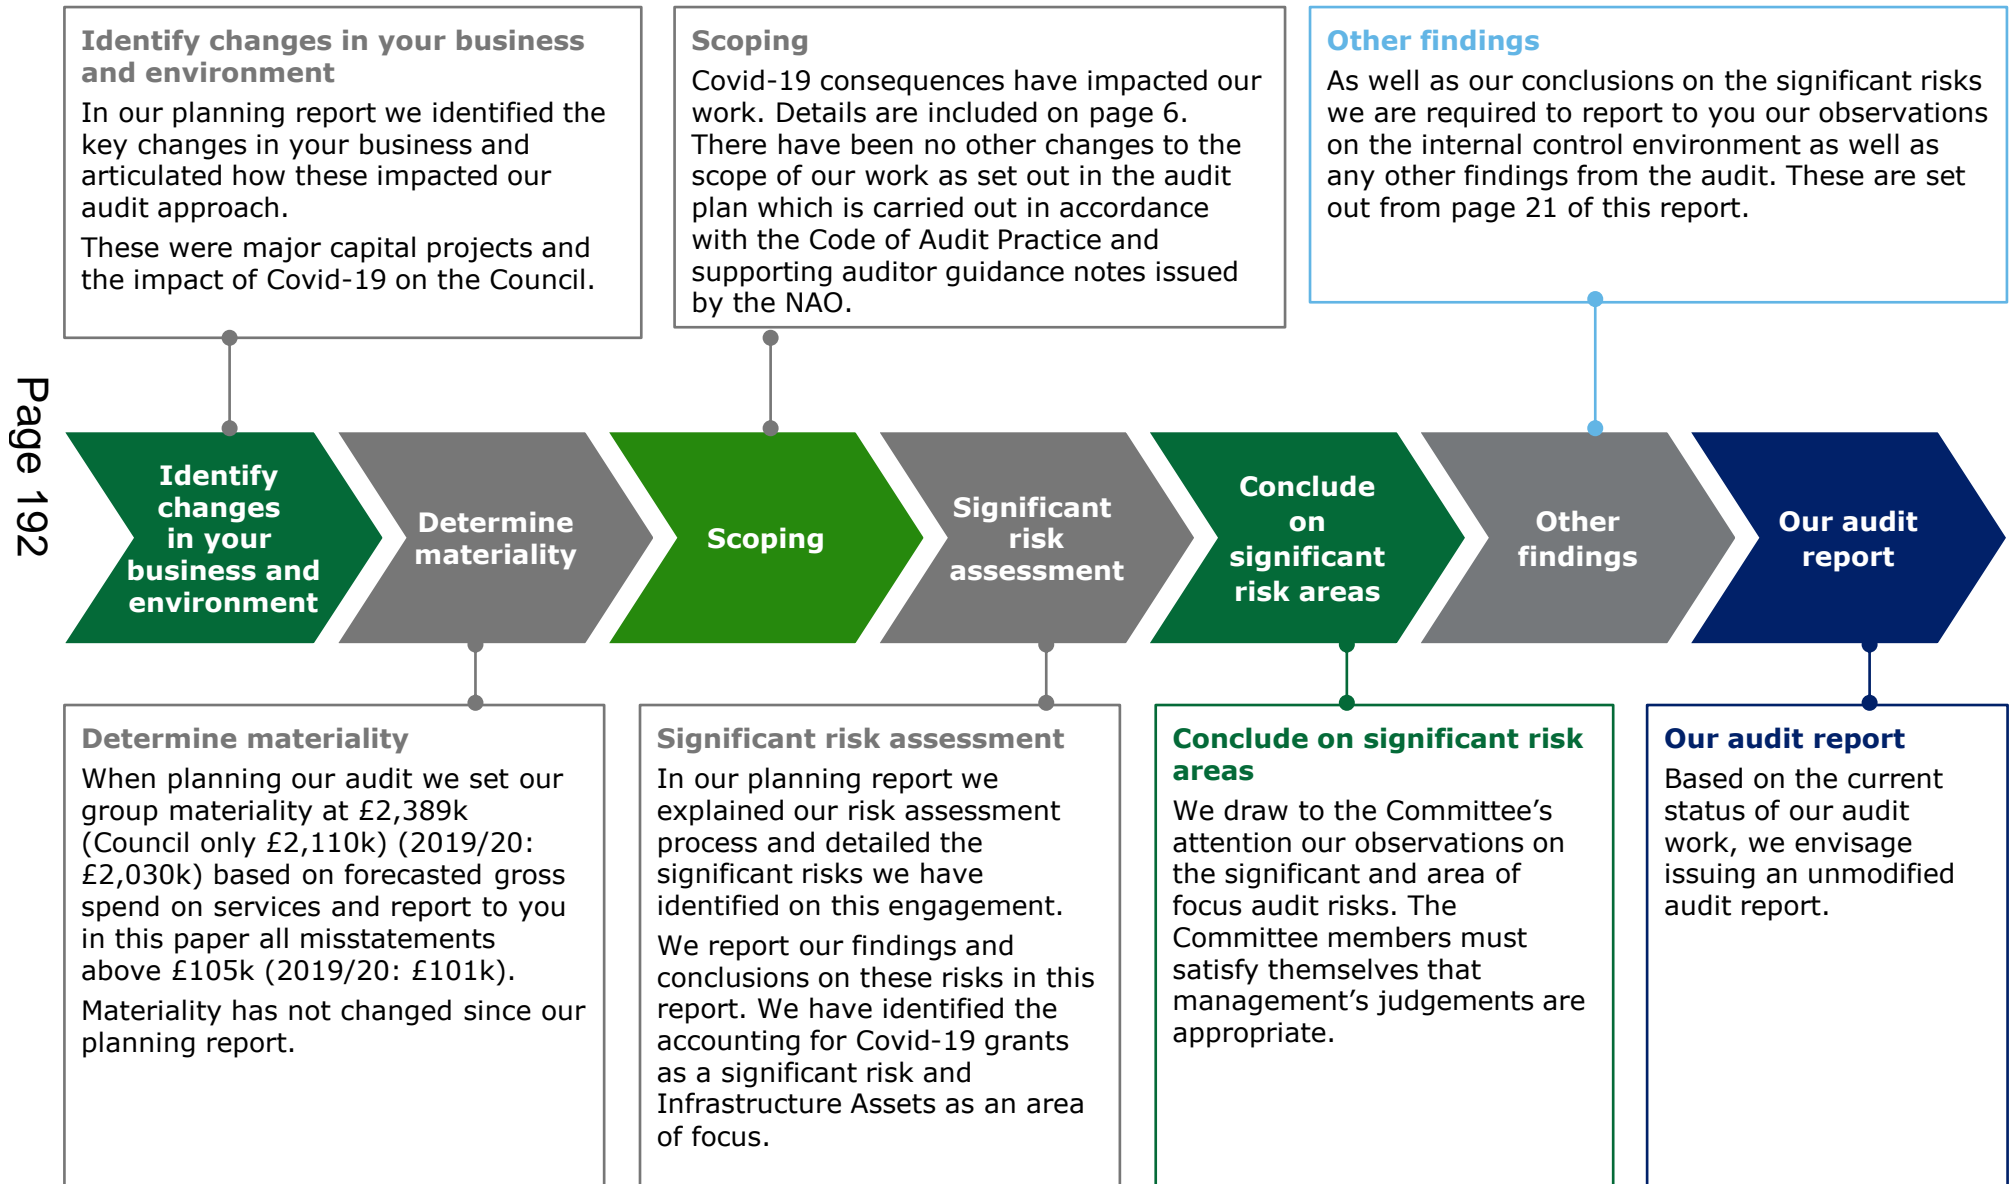 Identify changes in your business
and environment
In our planning report we identified the
key changes in your business and
articulated how these impacted our
audit approach.
These were major capital projects and
the impact of Covid-19 on the Council.
Scoping
Covid-19 consequences have impacted our
work. Details are included on page 6.
There have been no other changes to the
scope of our work as set out in the audit
plan which is carried out in accordance
with the Code of Audit Practice and
supporting auditor guidance notes issued
by the NAO.
Other findings
As well as our conclusions on the significant risks
we are required to report to you our observations
on the internal control environment as well as
any other findings from the audit. These are set
out from page 21 of this report.
Page 192
Identify
changes
in your
business and
environment
Determine
materiality
Scoping
Significant
risk
assessment
Conclude
on
significant
risk areas
Other
findings
Our audit
report
Determine materiality
When planning our audit we set our
group materiality at £2,389k
(Council only £2,110k) (2019/20:
£2,030k) based on forecasted gross
spend on services and report to you
in this paper all misstatements
above £105k (2019/20: £101k).
Materiality has not changed since our
planning report.
Significant risk assessment
In our planning report we
explained our risk assessment
process and detailed the
significant risks we have
identified on this engagement.
We report our findings and
conclusions on these risks in this
report. We have identified the
accounting for Covid-19 grants
as a significant risk and
Infrastructure Assets as an area
of focus.
Conclude on significant risk
areas
We draw to the Committee’s
attention our observations on
the significant and area of
focus audit risks. The
Committee members must
satisfy themselves that
management’s judgements are
appropriate.
Our audit report
Based on the current
status of our audit
work, we envisage
issuing an unmodified
audit report.